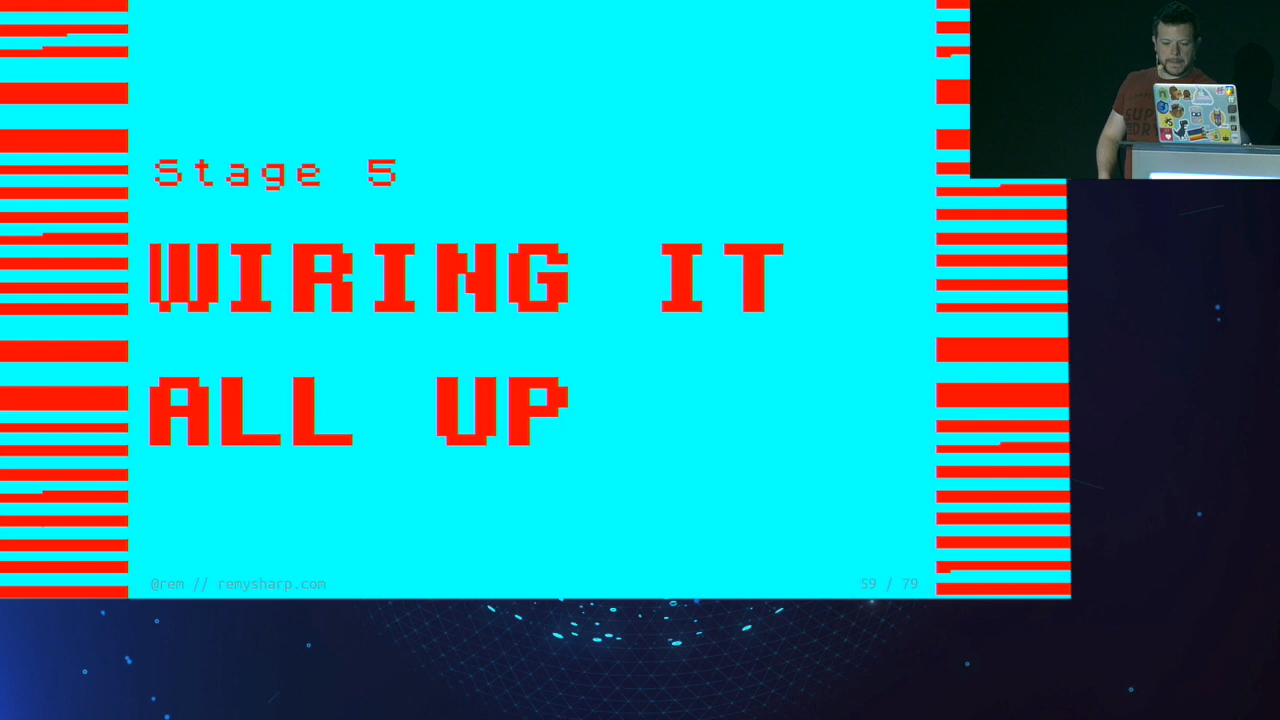 Stage 5
WIRING IT
ALL UP
@rem // remysharp.com
59 / 79